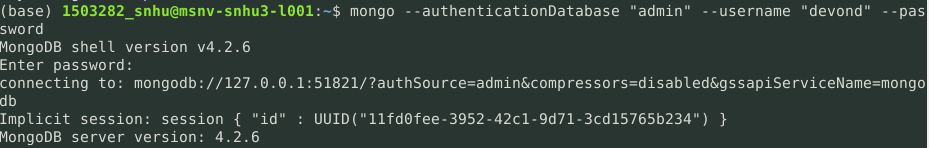 (base) 1503282_snhu@msnv-snhu3-l001:~$ mongo --authenticationDatabase "admin" --username "devond" --pas
sword
MongoDB shell version v4.2.6
Enter password:
connecting to: mongodb://127.0.0.1:51821/?authSource=admin&compressors=disabled&gssapiServiceName=mongo
db
Implicit session: session { "id" : UUID("11fd0fee-3952-42c1-9d71-3cd15765b234") }
MongoDB server version: 4.2.6